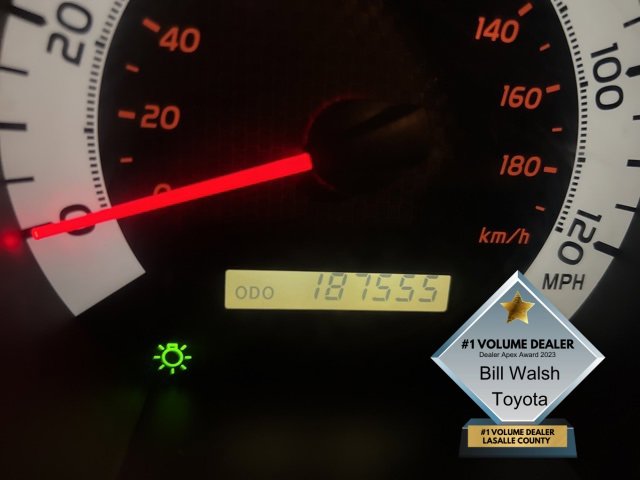 20
40
20
0
0
140
160
180
km/h
100
120
MPH
ODO 187555
#1 VOLUME DEALER
Dealer Apex Award 2023
Bill Walsh
Toyota
#1 VOLUME DEALER
LASALLE COUNTY